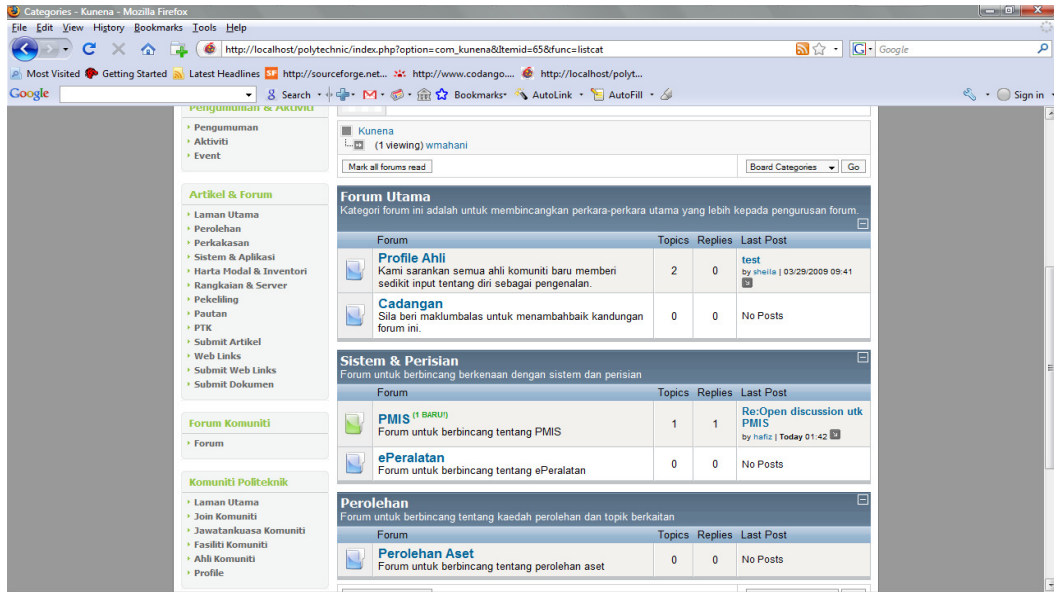 Categories - Kunena - Mozilla Firefox
File Edit View History Bookmarks Tools Help
http://localhost/polytechnic/index.php?option=com_kunena&Itemid=65&func=listcat
Google
Most Visited Getting Started Latest Headlines http://sourceforge.net... http://www.codango.... http://localhost/polyt...
Google Search Bookmarks AutoLink AutoFill Sign in
Pengumuman & Aktiviti
Pengumuman
Aktiviti
Event
Artikel & Forum
Laman Utama
Perolehan
Perkakasan
Sistem & Aplikasi
Harta Modal & Inventori
Rangkaian & Server
Pekeliling
Pautan
PTK
Submit Artikel
Web Links
Submit Web Links
Submit Dokumen
Forum Komuniti
Forum
Komuniti Politeknik
Laman Utama
Join Komuniti
Jawatankuasa Komuniti
Fasiliti Komuniti
Ahli Komuniti
Profile
Kunena
(1 viewing) wmahani
Mark all forums read Board Categories Go
Forum Utama
Kategori forum ini adalah untuk membincangkan perkara-perkara utama yang lebih kepada pengurusan forum.
Forum Topics Replies Last Post
Profile Ahli
Kami sarankan semua ahli komuniti baru memberi
sedikit input tentang diri sebagai pengenalan.
2 0
test
by sheila | 03/29/2009 09:41
Cadangan
Sila beri maklumbalas untuk menambahbaik kandungan
forum ini.
0 0 No Posts
Sistem & Perisian
Forum untuk berbincang berkenaan dengan sistem dan perisian
Forum Topics Replies Last Post
PMIS (1 BARU!)
Forum untuk berbincang tentang PMIS
1 1
Re:Open discussion utk
PMIS
by hafiz | Today 01:42
ePeralatan
Forum untuk berbincang tentang ePeralatan
0 0 No Posts
Perolehan
Forum untuk berbincang tentang kaedah perolehan dan topik berkaitan
Forum Topics Replies Last Post
Perolehan Aset
Forum untuk berbincang tentang perolehan aset
0 0 No Posts